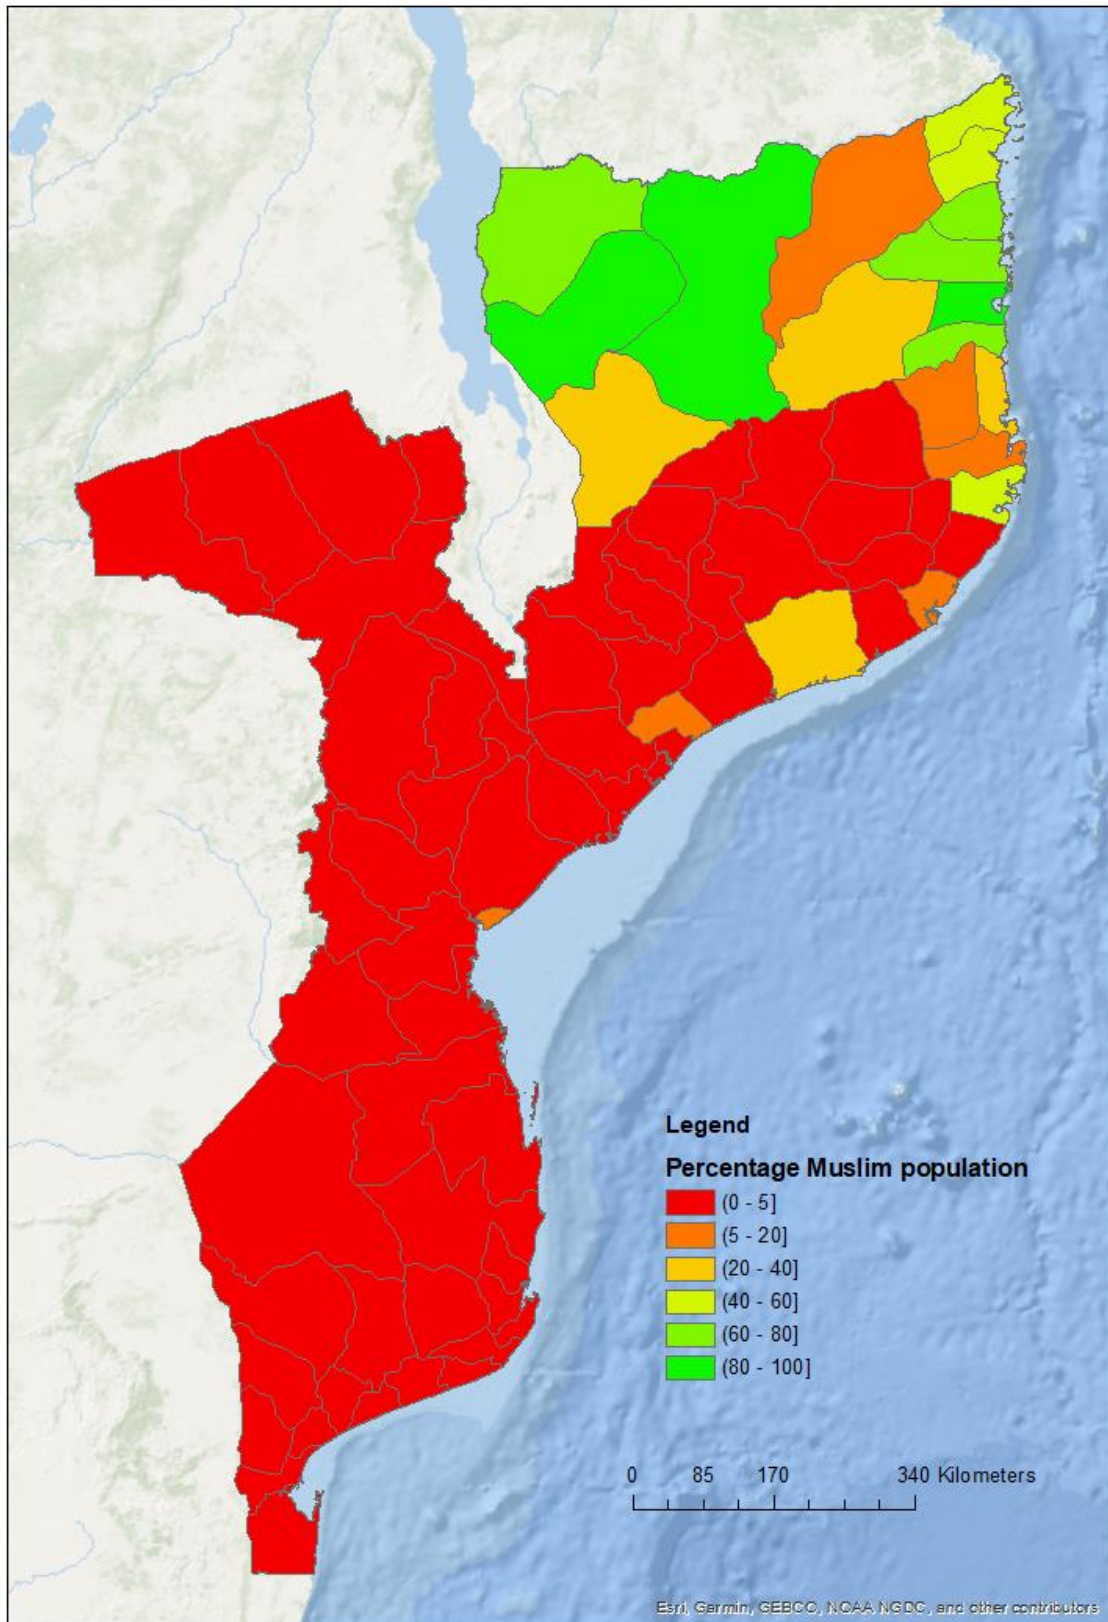 Legend
Percentage Muslim population
(0 - 5]
(5 - 20]
(20 - 40]
(40 - 60]
(60 - 80]
(80 - 100]
0 85 170 340 Kilometers
Esri, Garmin, GEBCO, NOAA NGDC, and other contributors